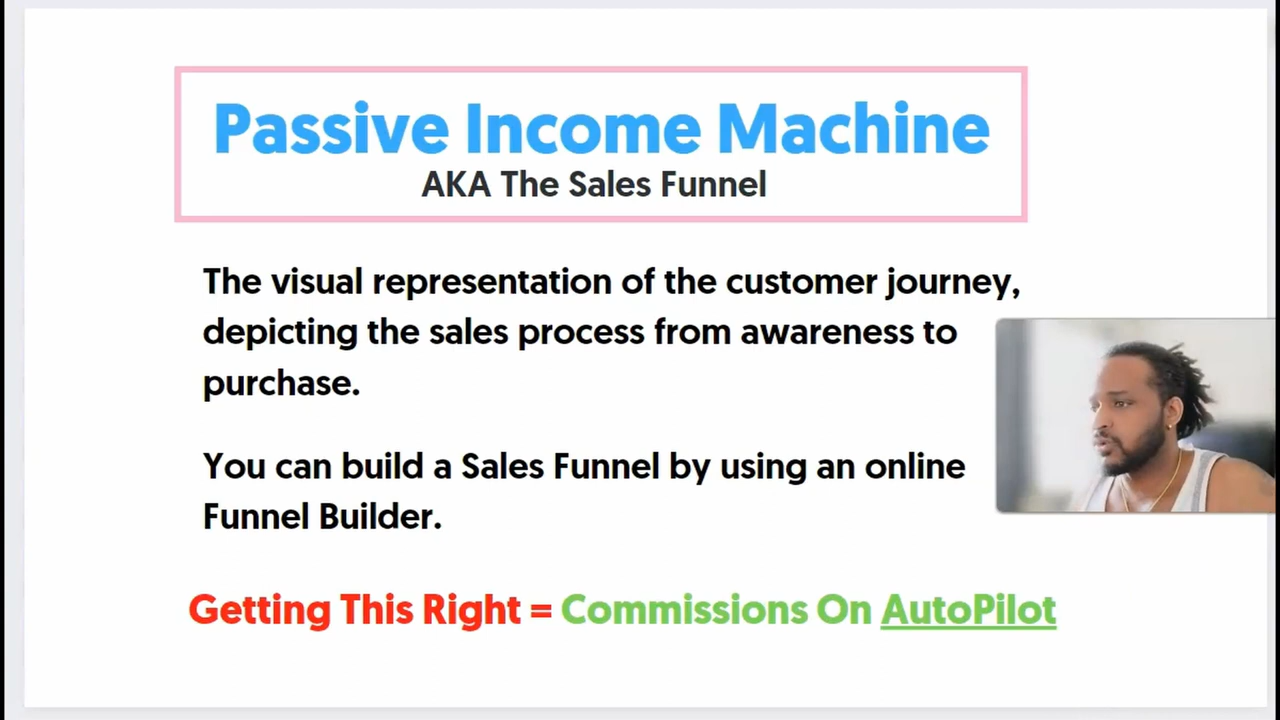 Passive Income Machine
AKA The Sales Funnel
The visual representation of the customer journey,
depicting the sales process from awareness to
purchase.
You can build a Sales Funnel by using an online
Funnel Builder.
Getting This Right = Commissions On AutoPilot